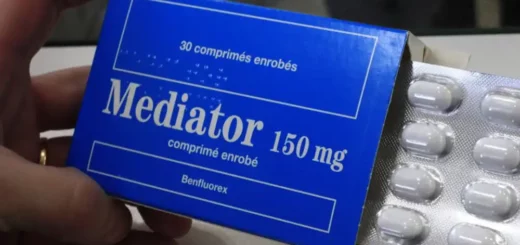 30 comprimés enrobés
Mediator 150 mg
comprimé enrobé
Benfluorex